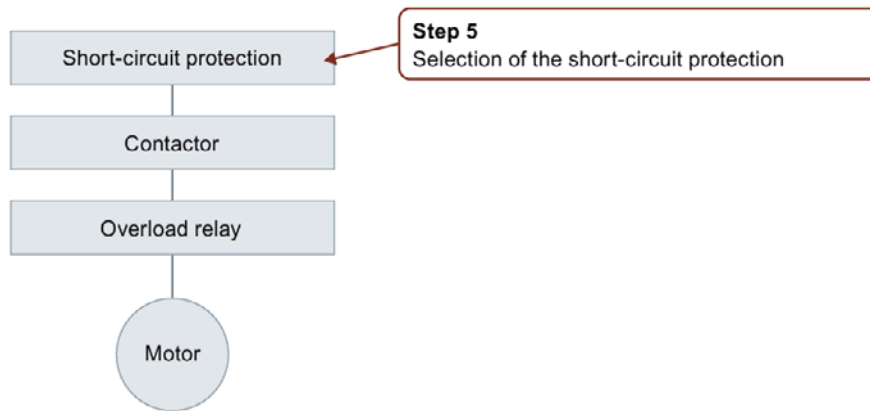 Short-circuit protection
Step 5
Selection of the short-circuit protection
Contactor
Overload relay
Motor